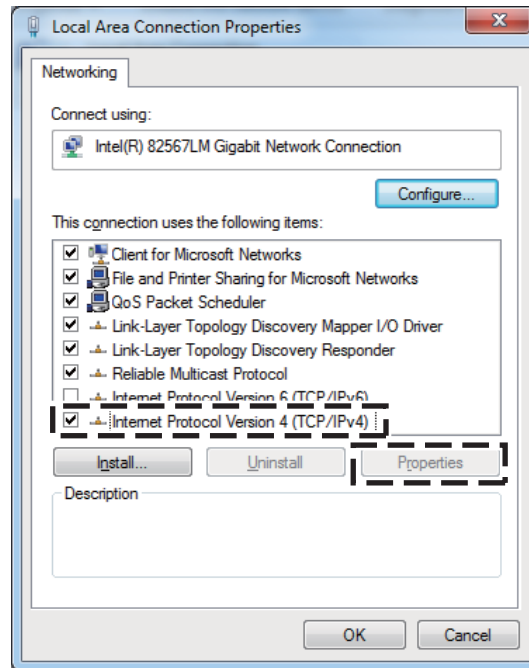 Local Area Connection Properties
Networking
Connect using:
Intel(R) 82567LM Gigabit Network Connection
Configure...
This connection uses the following items:
Client for Microsoft Networks
File and Printer Sharing for Microsoft Networks
QoS Packet Scheduler
Link-Layer Topology Discovery Mapper I/O Driver
Link-Layer Topology Discovery Responder
Reliable Multicast Protocol
Internet Protocol Version 6 (TCP/IPv6)
Internet Protocol Version 4 (TCP/IPv4)
Install... Uninstall Properties
Description
OK Cancel